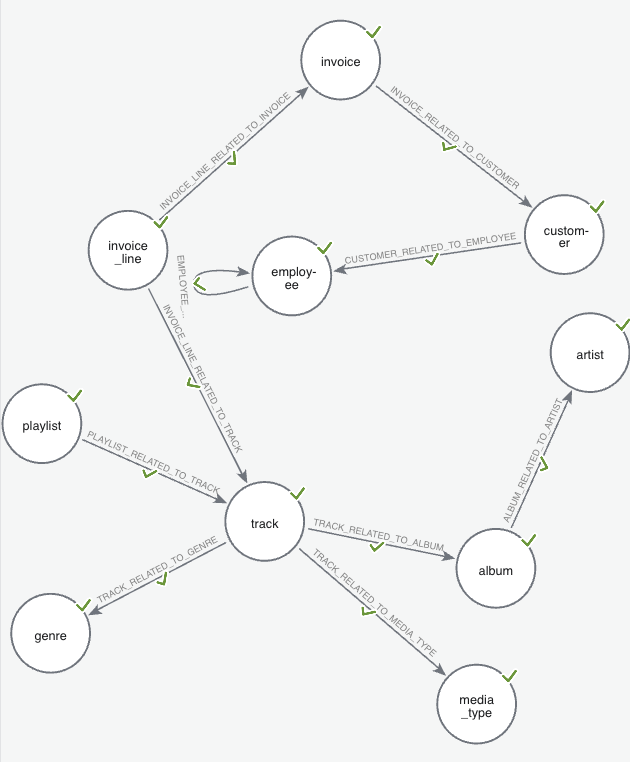 invoice
INVOICE_LINE_RELATED_TO_INVOICE
INVOICE_RELATED_TO_CUSTOMER
invoice
_line
custom-
er
CUSTOMER_RELATED_TO_EMPLOYEE
employ-
ee
EMPLOYEE_...
INVOICE_LINE_RELATED_TO_TRACK
artist
playlist
PLAYLIST_RELATED_TO_TRACK
ALBUM_RELATED_TO_ARTIST
track
TRACK_RELATED_TO_ALBUM
album
TRACK_RELATED_TO_GENRE
TRACK_RELATED_TO_MEDIA_TYPE
genre
media
_type